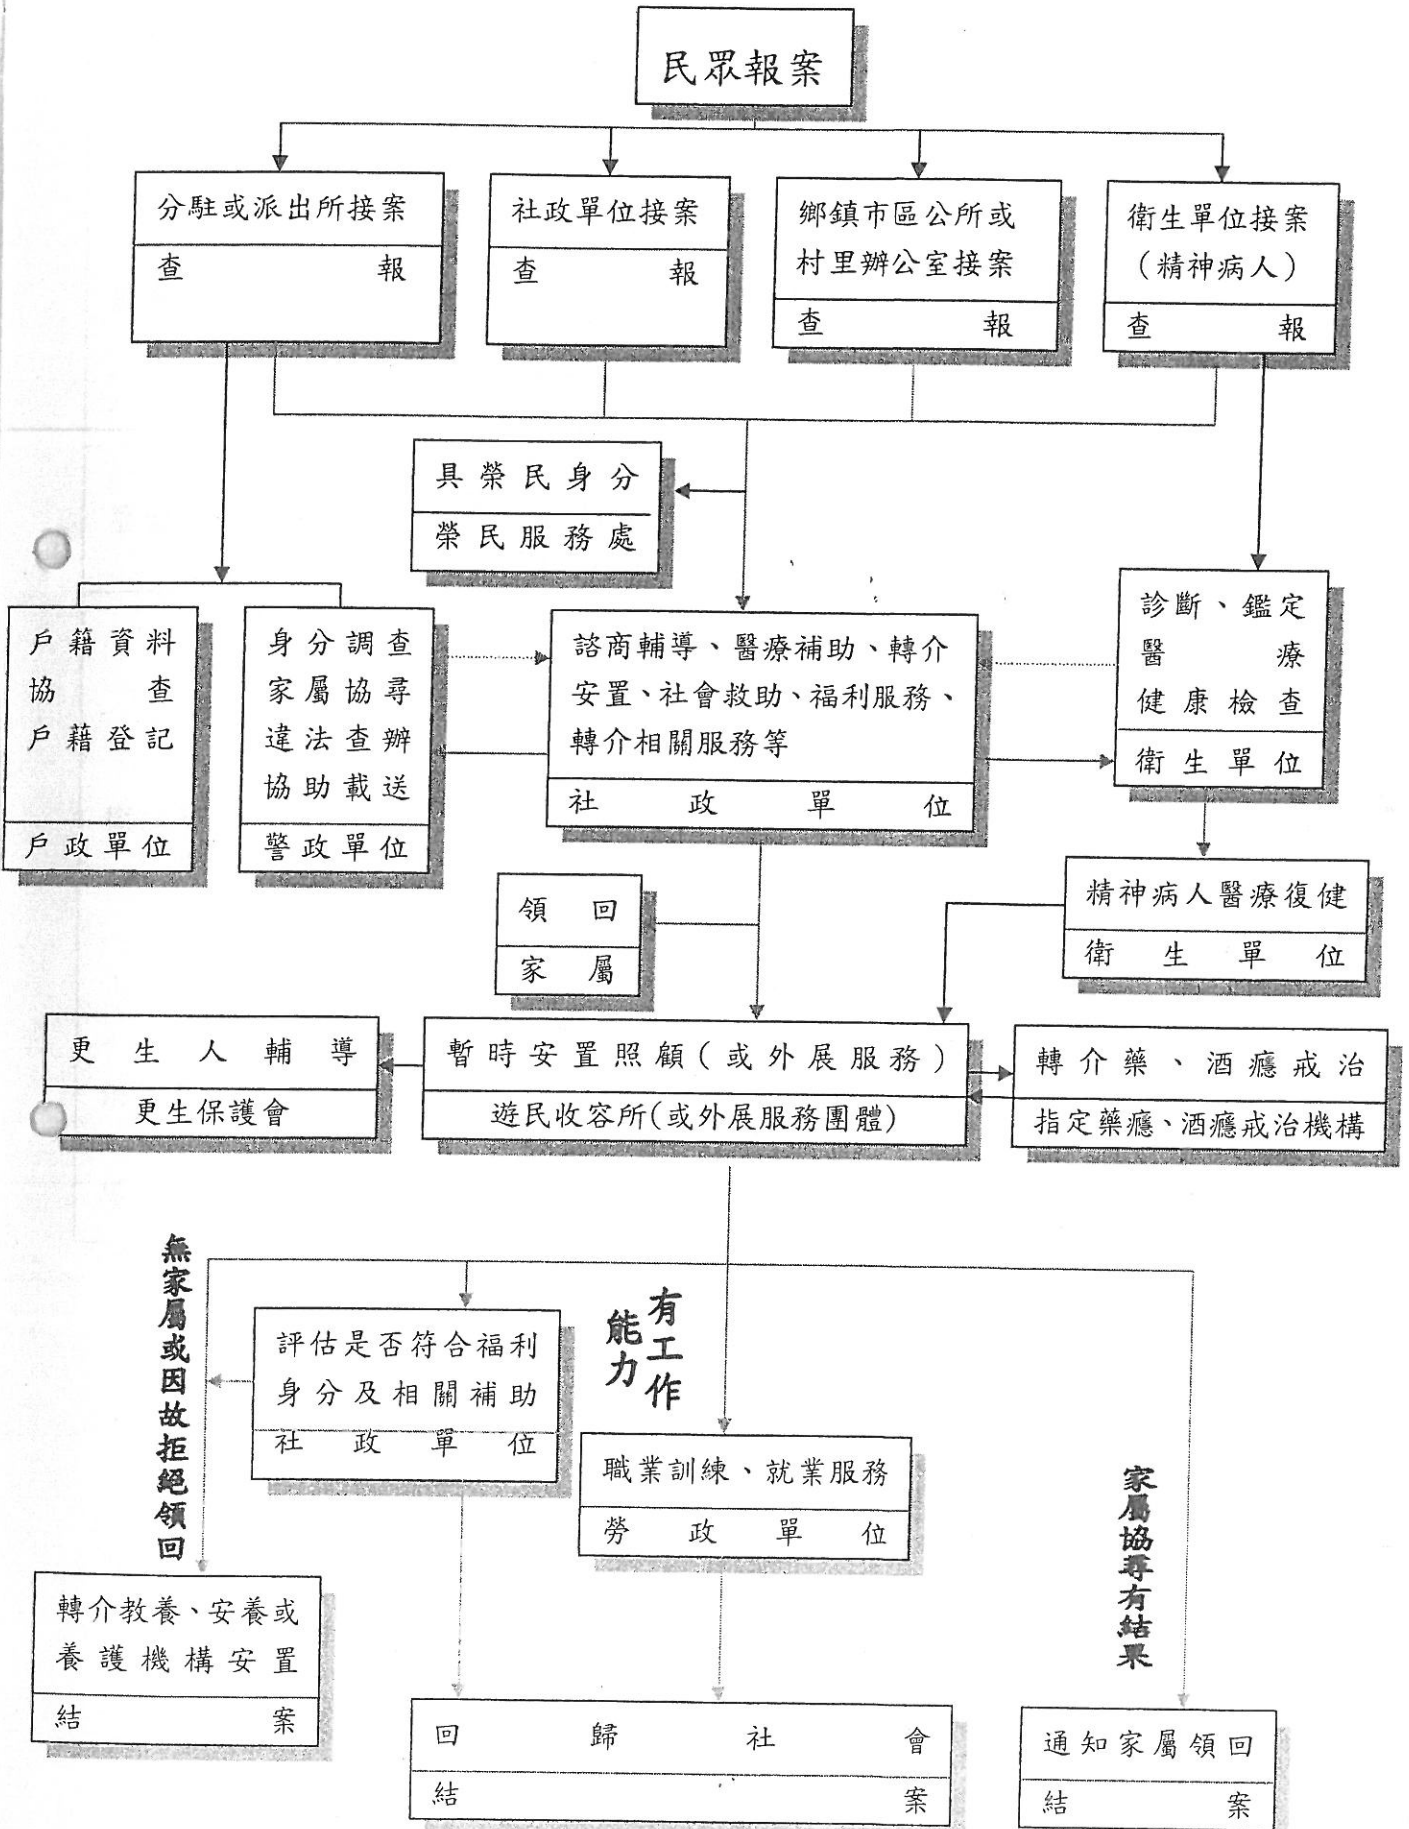 民眾報案
分駐或派出所接案
查報
社政單位接案
查報
鄉鎮市區公所或
村里辦公室接案
查報
衛生單位接案
(精神病人)
查報
具榮民身分
榮民服務處
戶籍資料
協查
戶籍登記
戶政單位
身分調查
家屬協尋
違法查辦
協助載送
警政單位
諮商輔導、醫療補助、轉介
安置、社會救助、福利服務、
轉介相關服務等
社政單位
診斷、鑑定
醫療
健康檢查
衛生單位
領回
家屬
精神病人醫療復健
衛生單位
更生人輔導
更生保護會
暫時安置照顧(或外展服務)
遊民收容所(或外展服務團體)
轉介藥、酒癮戒治
指定藥癮、酒癮戒治機構
無家屬或因故拒絕領回
評估是否符合福利
身分及相關補助
社政單位
有工作
能力
職業訓練、就業服務
勞政單位
家屬協尋有結果
轉介教養、安養或
養護機構安置
結案
回歸社會
結案
通知家屬領回
結案